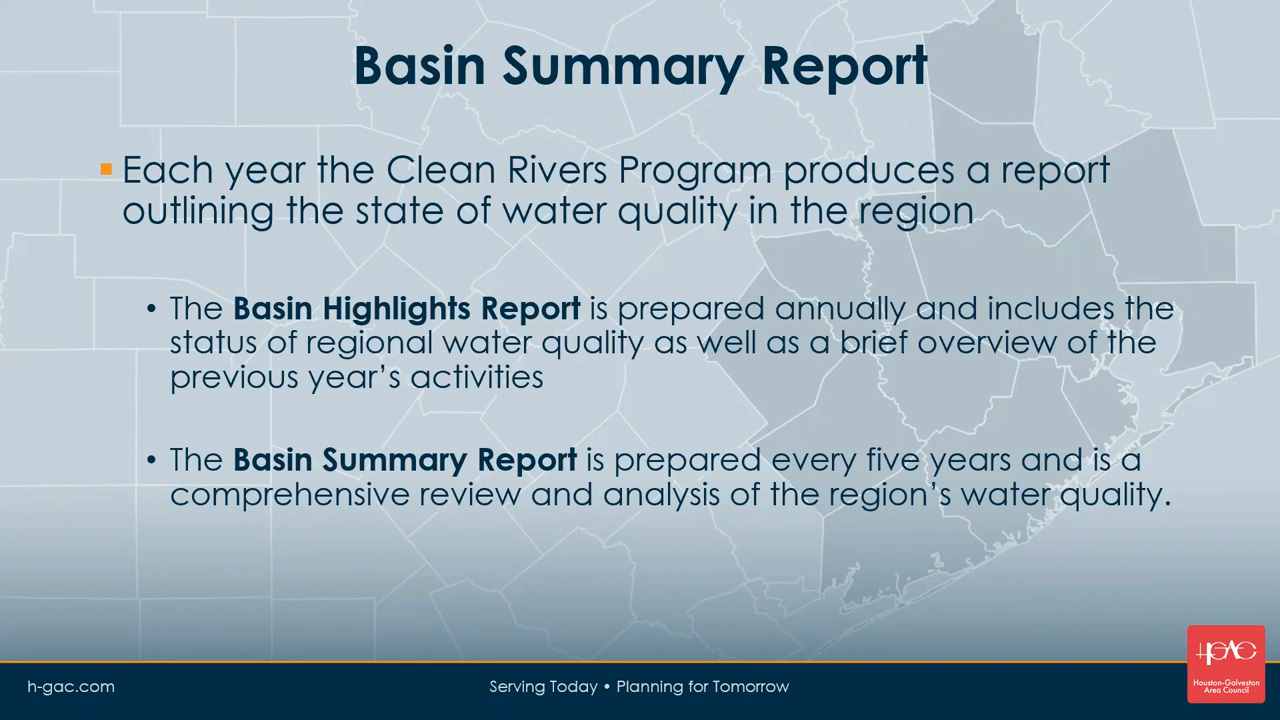 Basin Summary Report
Each year the Clean Rivers Program produces a report
outlining the state of water quality in the region
• The Basin Highlights Report is prepared annually and includes the
status of regional water quality as well as a brief overview of the
previous year’s activities
• The Basin Summary Report is prepared every five years and is a
comprehensive review and analysis of the region’s water quality.
h-gac.com
Serving Today • Planning for Tomorrow
HGAC
Houston-Galveston
Area Council